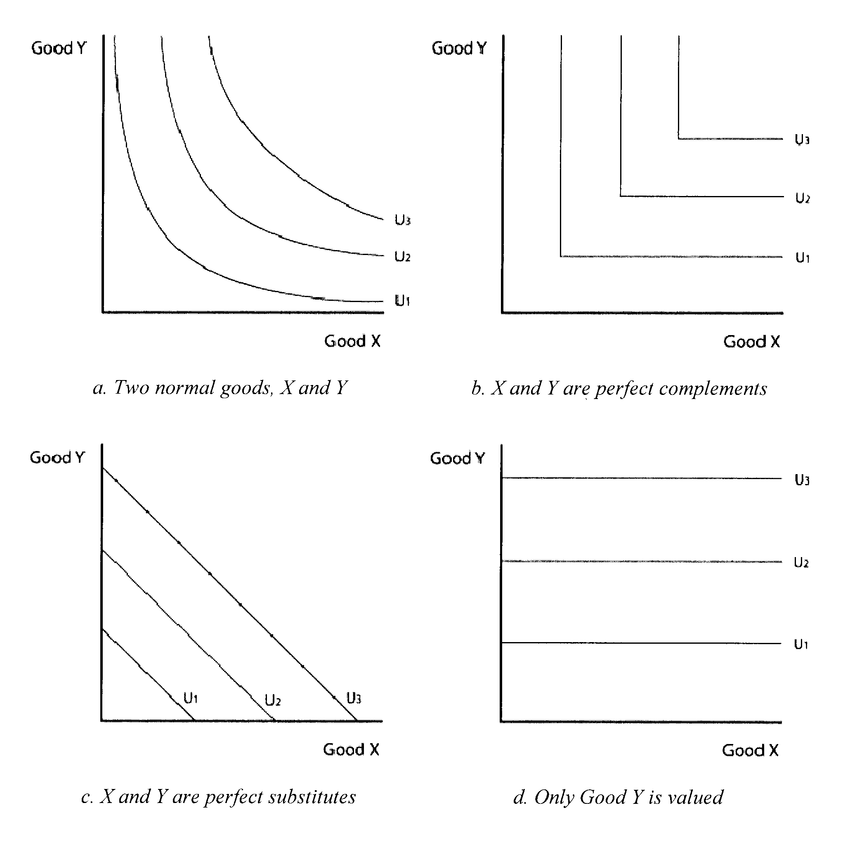 Good Y
U3
U2
U1
Good X
a. Two normal goods, X and Y
Good Y
U3
U2
U1
Good X
b. X and Y are perfect complements
Good Y
U1 U2 U3
Good X
c. X and Y are perfect substitutes
Good Y
U3
U2
U1
Good X
d. Only Good Y is valued